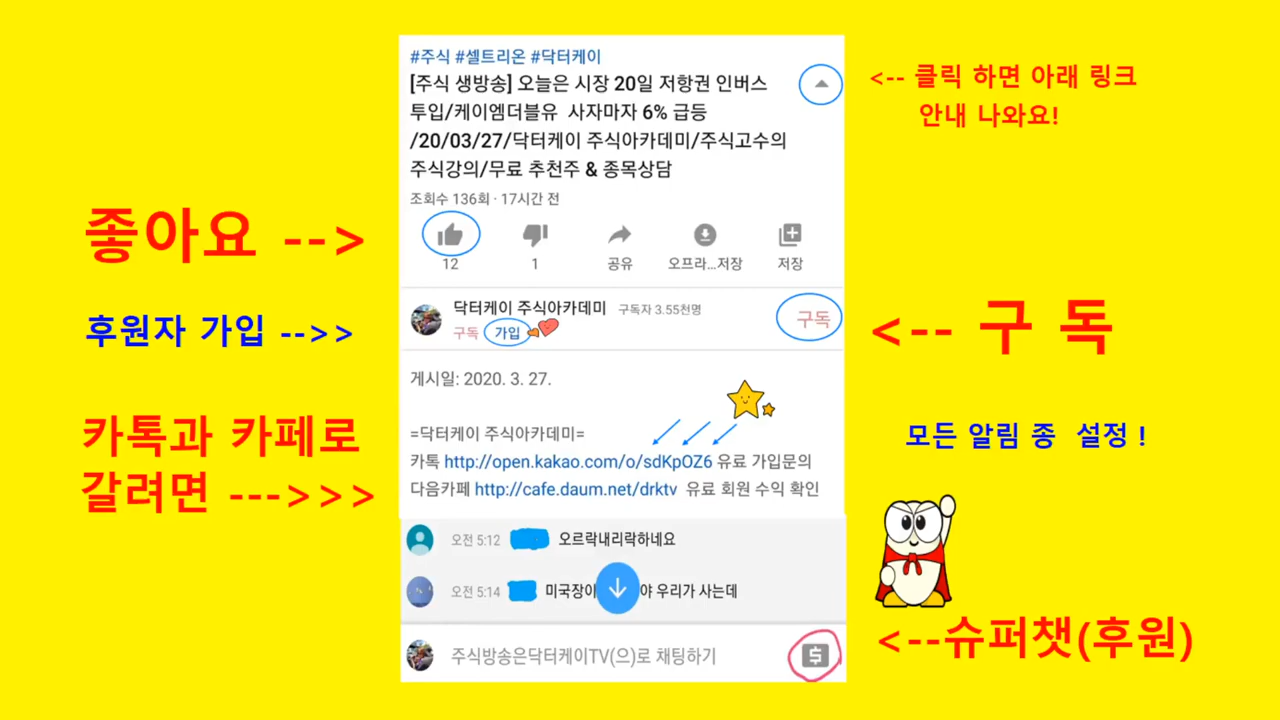 #주식 #셀트리온 #닥터케이
[주식 생방송] 오늘은 시장 20일 저항권 인버스
투입/케이엠더블유 사자마자 6% 급등
/20/03/27/닥터케이 주식아카데미/주식고수의
주식강의/무료 추천주 & 종목상담
조회수 136회 · 17시간 전
<-- 클릭 하면 아래 링크
안내 나와요!
좋아요 -->
12
1
공유
오프라...저장
저장
후원자 가입 -->>
닥터케이 주식아카데미 구독자 3.55천명
구독 가입
구독
<-- 구 독
게시일: 2020. 3. 27.
카톡과 카페로
갈려면 --->>>
모든 알림 종 설정 !
=닥터케이 주식아카데미=
카톡 http://open.kakao.com/o/sdKpOZ6 유료 가입문의
다음카페 http://cafe.daum.net/drktv 유료 회원 수익 확인
오전 5:12 오르락내리락하네요
오전 5:14 미국장이 야 우리가 사는데
주식방송은닥터케이TV(으)로 채팅하기
<--슈퍼챗(후원)